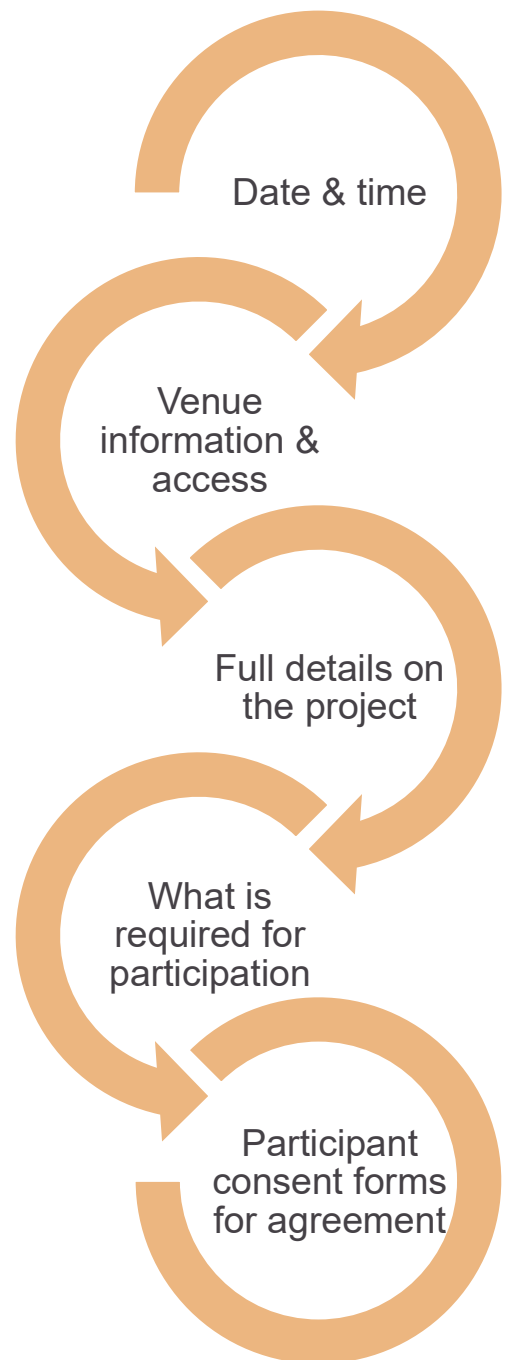 Date & time
Venue
information &
access
Full details on
the project
What is
required for
participation
Participant
consent forms
for agreement